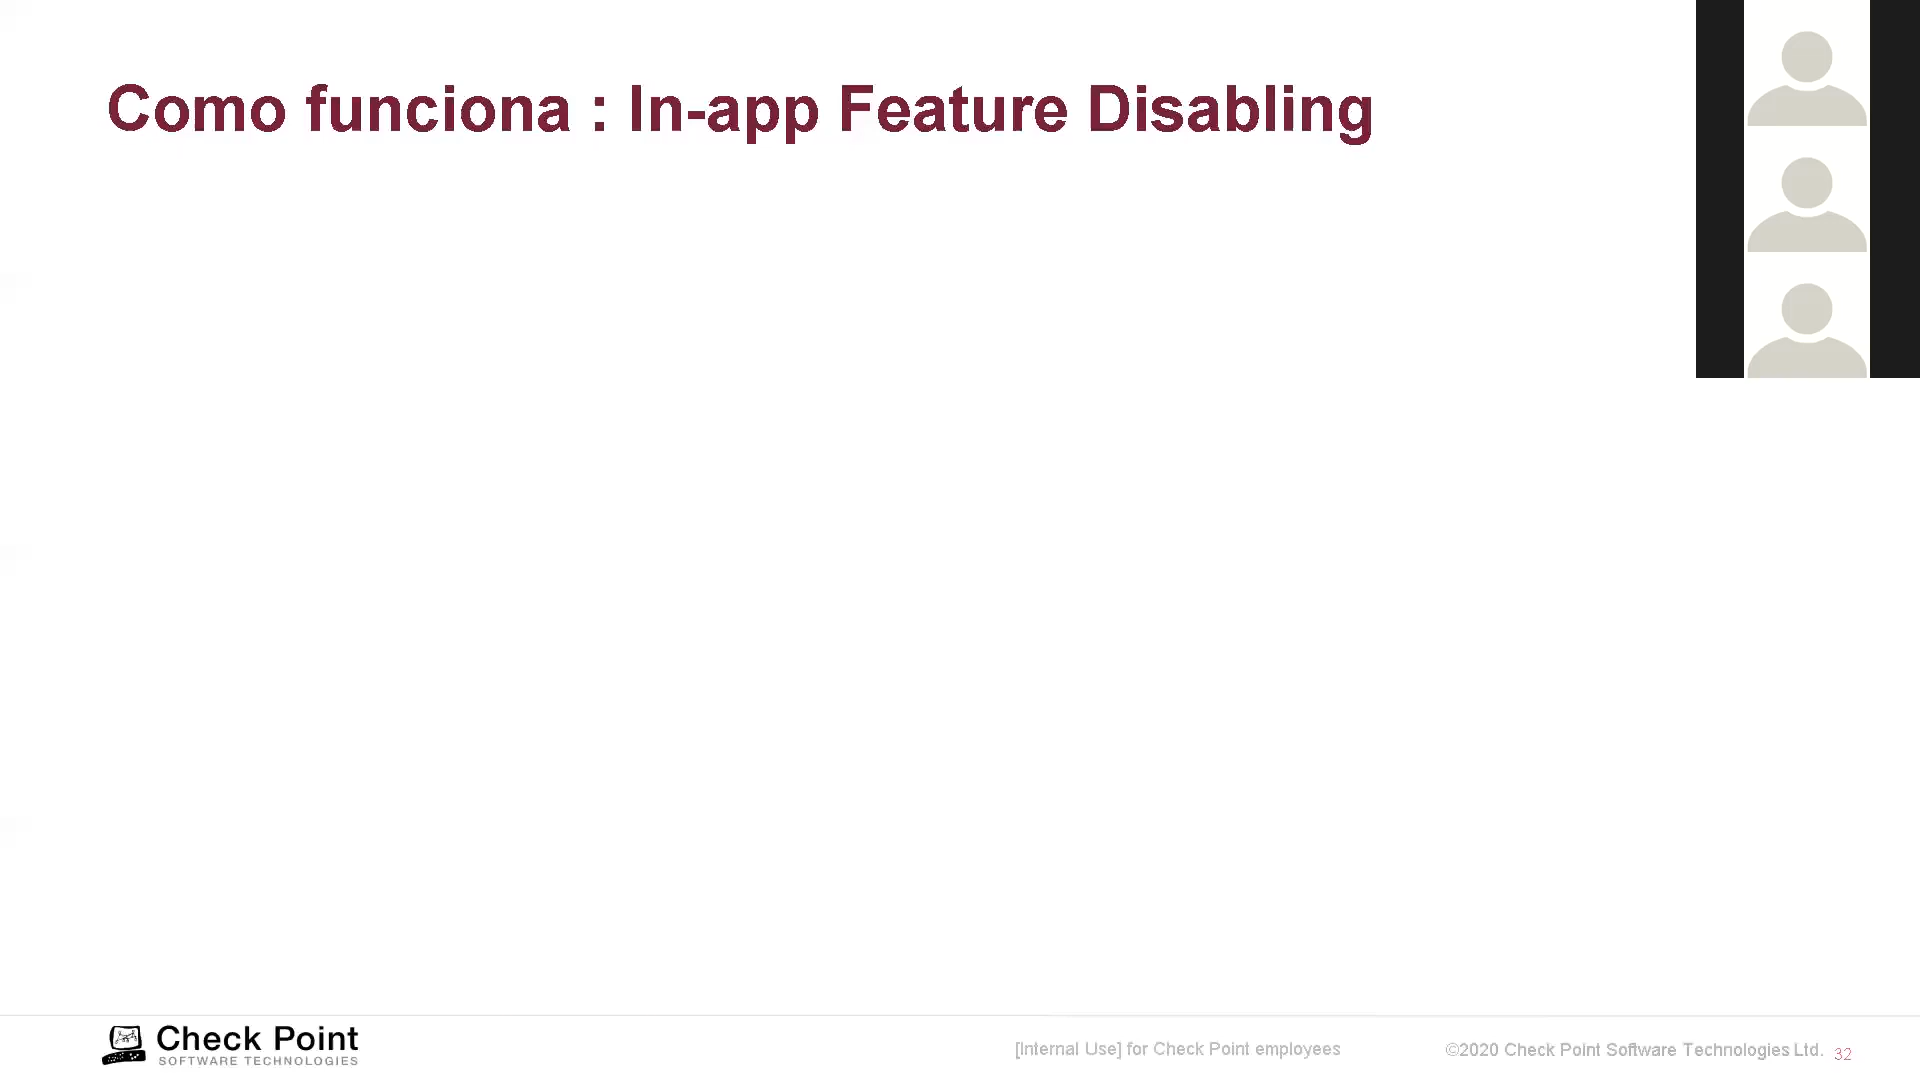 Como funciona : In-app Feature Disabling
Check Point
SOFTWARE TECHNOLOGIES
[Internal Use] for Check Point employees
©2020 Check Point Software Technologies Ltd. 32